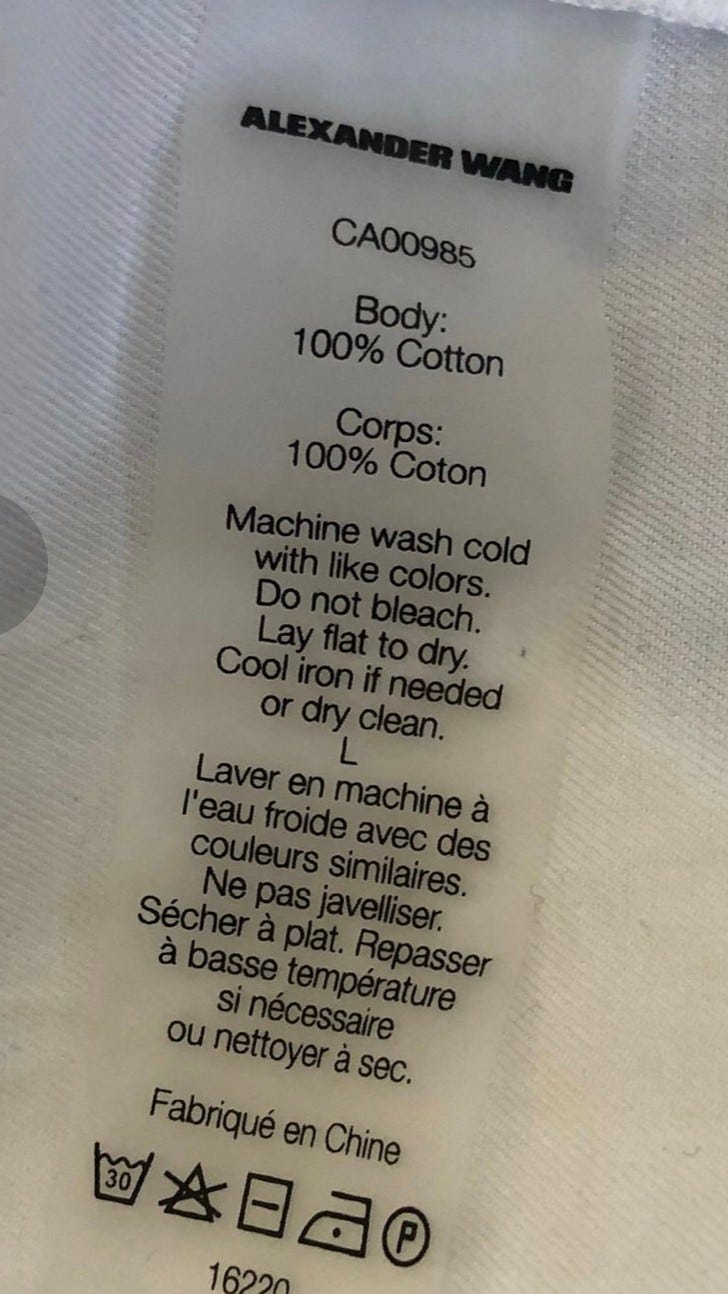 ALEXANDER WANG
CA00985
Body:
100% Cotton
Corps:
100% Coton
Machine wash cold
with like colors.
Do not bleach.
Lay flat to dry.
Cool iron if needed
or dry clean.
L
Laver en machine à
l'eau froide avec des
couleurs similaires.
Ne pas javelliser.
Sécher à plat. Repasser
à basse température
si nécessaire
ou nettoyer à sec.
Fabriqué en Chine
30 P
16220